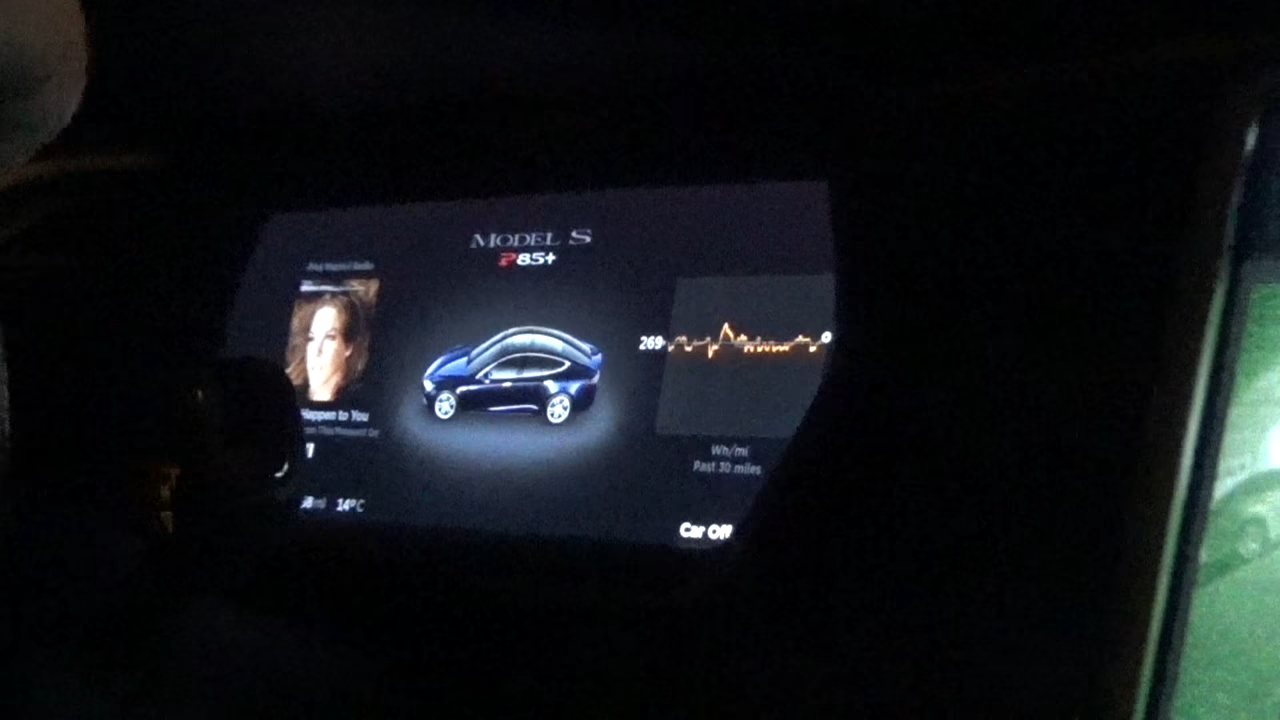 MODEL S
P85+
269
Happen to You
14°C
Wh/mi
Past 30 miles
Car Off